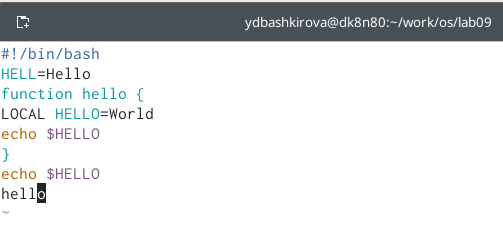 ydbashkirova@dk8n80:~/work/os/lab09
#!/bin/bash
HELL=Hello
function hello {
LOCAL HELLO=World
echo $HELLO
}
echo $HELLO
hello
~